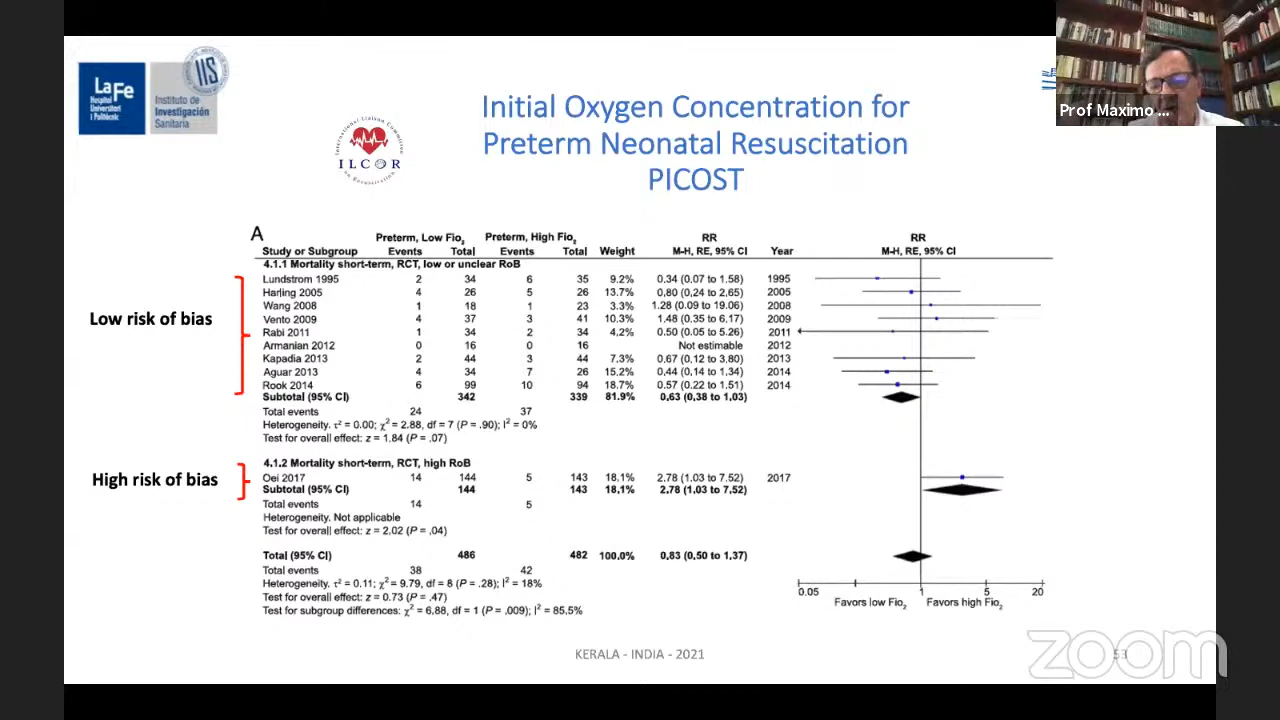 LaFe
Hospital
Universitari
i Politècnic
IIS
Instituto de
Investigación
Sanitaria
International Liaison Committee
ILCOR
on Resuscitation
Initial Oxygen Concentration for
Preterm Neonatal Resuscitation
PICOST
Prof Maximo ...
A
Preterm, Low Fio2 Preterm, High Fio2 RR RR
Study or Subgroup Events Total Events Total Weight M-H, RE, 95% CI Year M-H, RE, 95% CI
4.1.1 Mortality short-term, RCT, low or unclear RoB
Lundstrom 1995 2 34 6 35 9.2% 0.34 (0.07 to 1.58) 1995
Harling 2005 4 26 5 26 13.7% 0,80 (0,24 to 2,65) 2005
Wang 2008 1 18 1 23 3.3% 1.28 (0.09 to 19.06) 2008
Vento 2009 4 37 3 41 10.3% 1.48 (0.35 to 6.17) 2009
Rabi 2011 1 34 2 34 4,2% 0.50 (0.05 to 5.26) 2011
Armanian 2012 0 16 0 16 Not estimable 2012
Kapadia 2013 2 44 3 44 7,3% 0.67 (0.12 to 3.80) 2013
Aguar 2013 4 34 7 26 15.2% 0,44 (0.14 to 1.34) 2014
Rook 2014 6 99 10 94 18.7% 0.57 (0.22 to 1.51) 2014
Subtotal (95% CI) 342 339 81.9% 0,63 (0,38 to 1,03)
Total events 24 37
Heterogeneity. τ² = 0.00; χ² = 2.88, df = 7 (P = .90); I² = 0%
Test for overall effect: z = 1.84 (P = .07)
Low risk of bias
4.1.2 Mortality short-term, RCT, high RoB
Oei 2017 14 144 5 143 18,1% 2.78 (1.03 to 7.52) 2017
Subtotal (95% CI) 144 143 18,1% 2.78 (1.03 to 7,52)
Total events 14 5
Heterogeneity. Not applicable
Test for overall effect: z = 2.02 (P = .04)
High risk of bias
Total (95% CI) 486 482 100.0% 0,83 (0,50 to 1,37)
Total events 38 42
Heterogeneity. τ² = 0.11; χ² = 9.79, df = 8 (P = .28); I² = 18%
Test for overall effect: z = 0.73 (P = .47)
Test for subgroup differences: χ² = 6,88, df = 1 (P = .009); I² = 85.5%
0.05 1 5 20
Favors low Fio2 Favors high Fio2
KERALA - INDIA - 2021
53
zoom